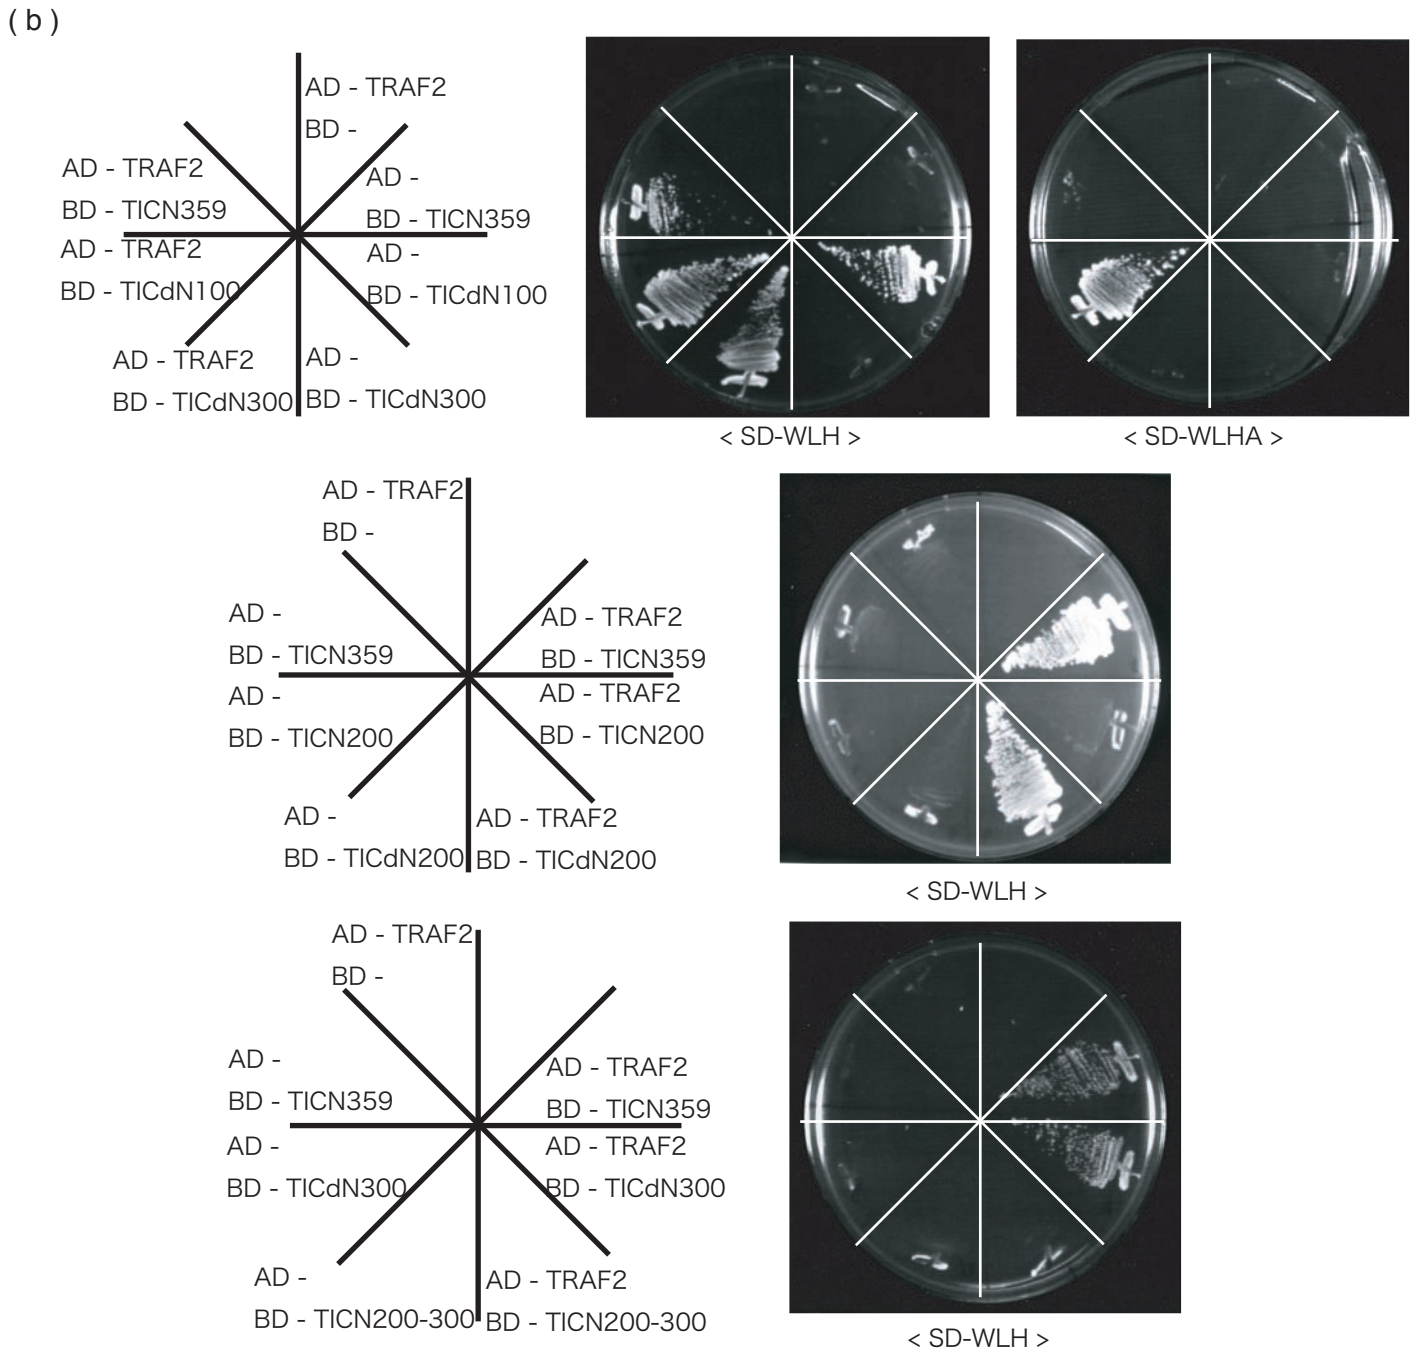 (b)
AD - TRAF2
BD -
AD - TRAF2
BD - TICN359
AD -
BD - TICN359
AD - TRAF2
BD - TICdN100
AD -
BD - TICdN100
AD - TRAF2
BD - TICdN300
AD -
BD - TICdN300
< SD-WLH >
< SD-WLHA >
AD - TRAF2
BD -
AD -
BD - TICN359
AD - TRAF2
BD - TICN359
AD -
BD - TICN200
AD - TRAF2
BD - TICN200
AD -
BD - TICdN200
AD - TRAF2
BD - TICdN200
< SD-WLH >
AD - TRAF2
BD -
AD -
BD - TICN359
AD - TRAF2
BD - TICN359
AD -
BD - TICdN300
AD - TRAF2
BD - TICdN300
AD -
BD - TICN200-300
AD - TRAF2
BD - TICN200-300
< SD-WLH >